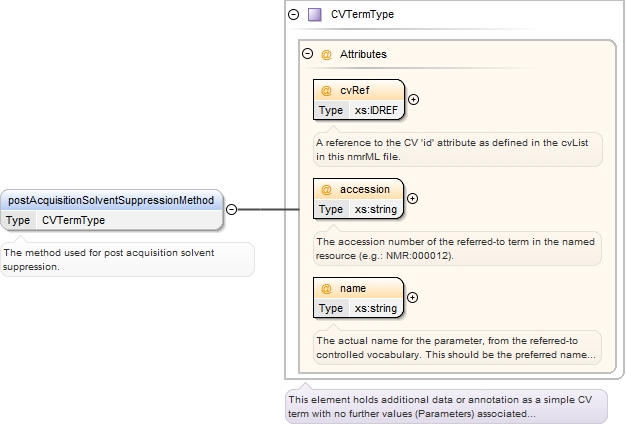 CVTermType
@ Attributes
@ cvRef
Type xs:IDREF
A reference to the CV 'id' attribute as defined in the cvList
in this nmrML file.
postAcquisitionSolventSuppressionMethod
Type CVTermType
The method used for post acquisition solvent
suppression.
@ accession
Type xs:string
The accession number of the referred-to term in the named
resource (e.g.: NMR:000012).
@ name
Type xs:string
The actual name for the parameter, from the referred-to
controlled vocabulary. This should be the preferred name...
This element holds additional data or annotation as a simple CV
term with no further values (Parameters) associated...